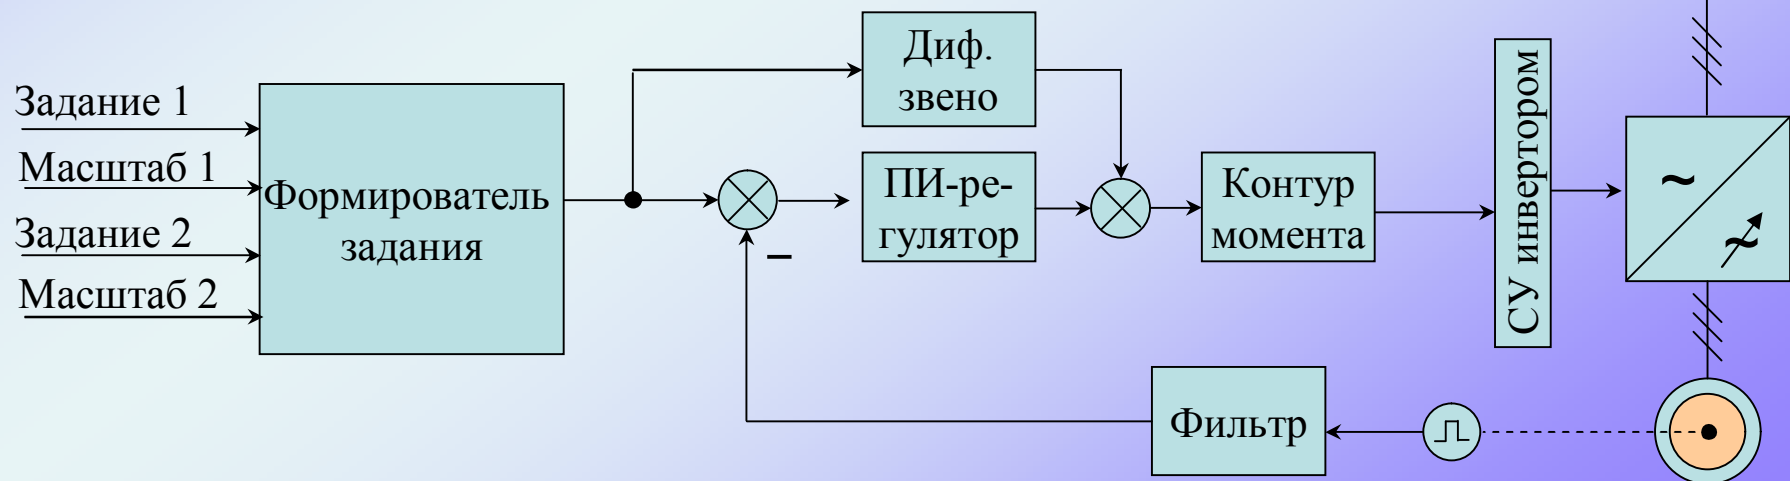 Задание 1
Масштаб 1
Задание 2
Масштаб 2
Формирователь
задания
Диф.
звено
ПИ-ре-
гулятор
–
Контур
момента
СУ инвертором
~
~
Фильтр